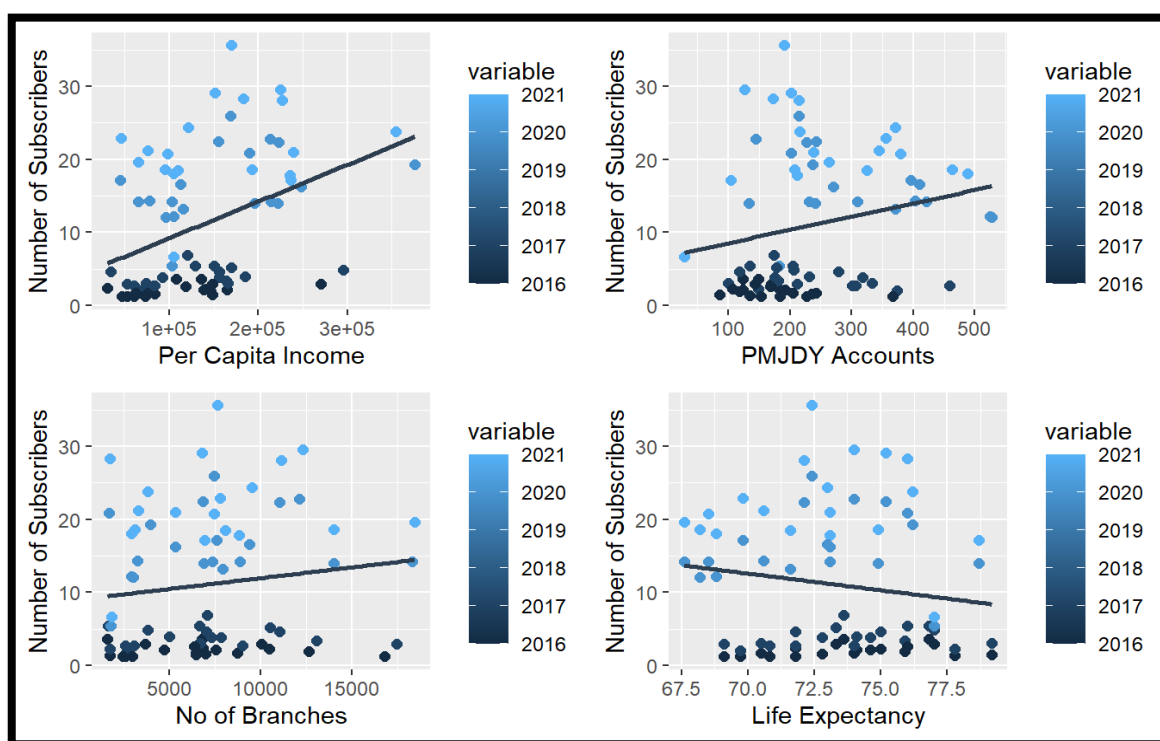 Number of Subscribers
30
20
10
0
1e+05 2e+05 3e+05
Per Capita Income
variable
2021
2020
2019
2018
2017
2016
Number of Subscribers
30
20
10
0
100 200 300 400 500
PMJDY Accounts
variable
2021
2020
2019
2018
2017
2016
Number of Subscribers
30
20
10
0
5000 10000 15000
No of Branches
variable
2021
2020
2019
2018
2017
2016
Number of Subscribers
30
20
10
0
67.5 70.0 72.5 75.0 77.5
Life Expectancy
variable
2021
2020
2019
2018
2017
2016